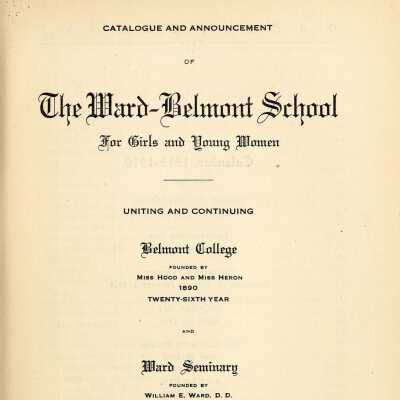 CATALOGUE AND ANNOUNCEMENT
OF
The Ward-Belmont School
For Girls and Young Women
UNITING AND CONTINUING
Belmont College
FOUNDED BY
MISS HOOD AND MISS HERON
1890
TWENTY-SIXTH YEAR
AND
Ward Seminary
FOUNDED BY
WILLIAM E. WARD, D. D.